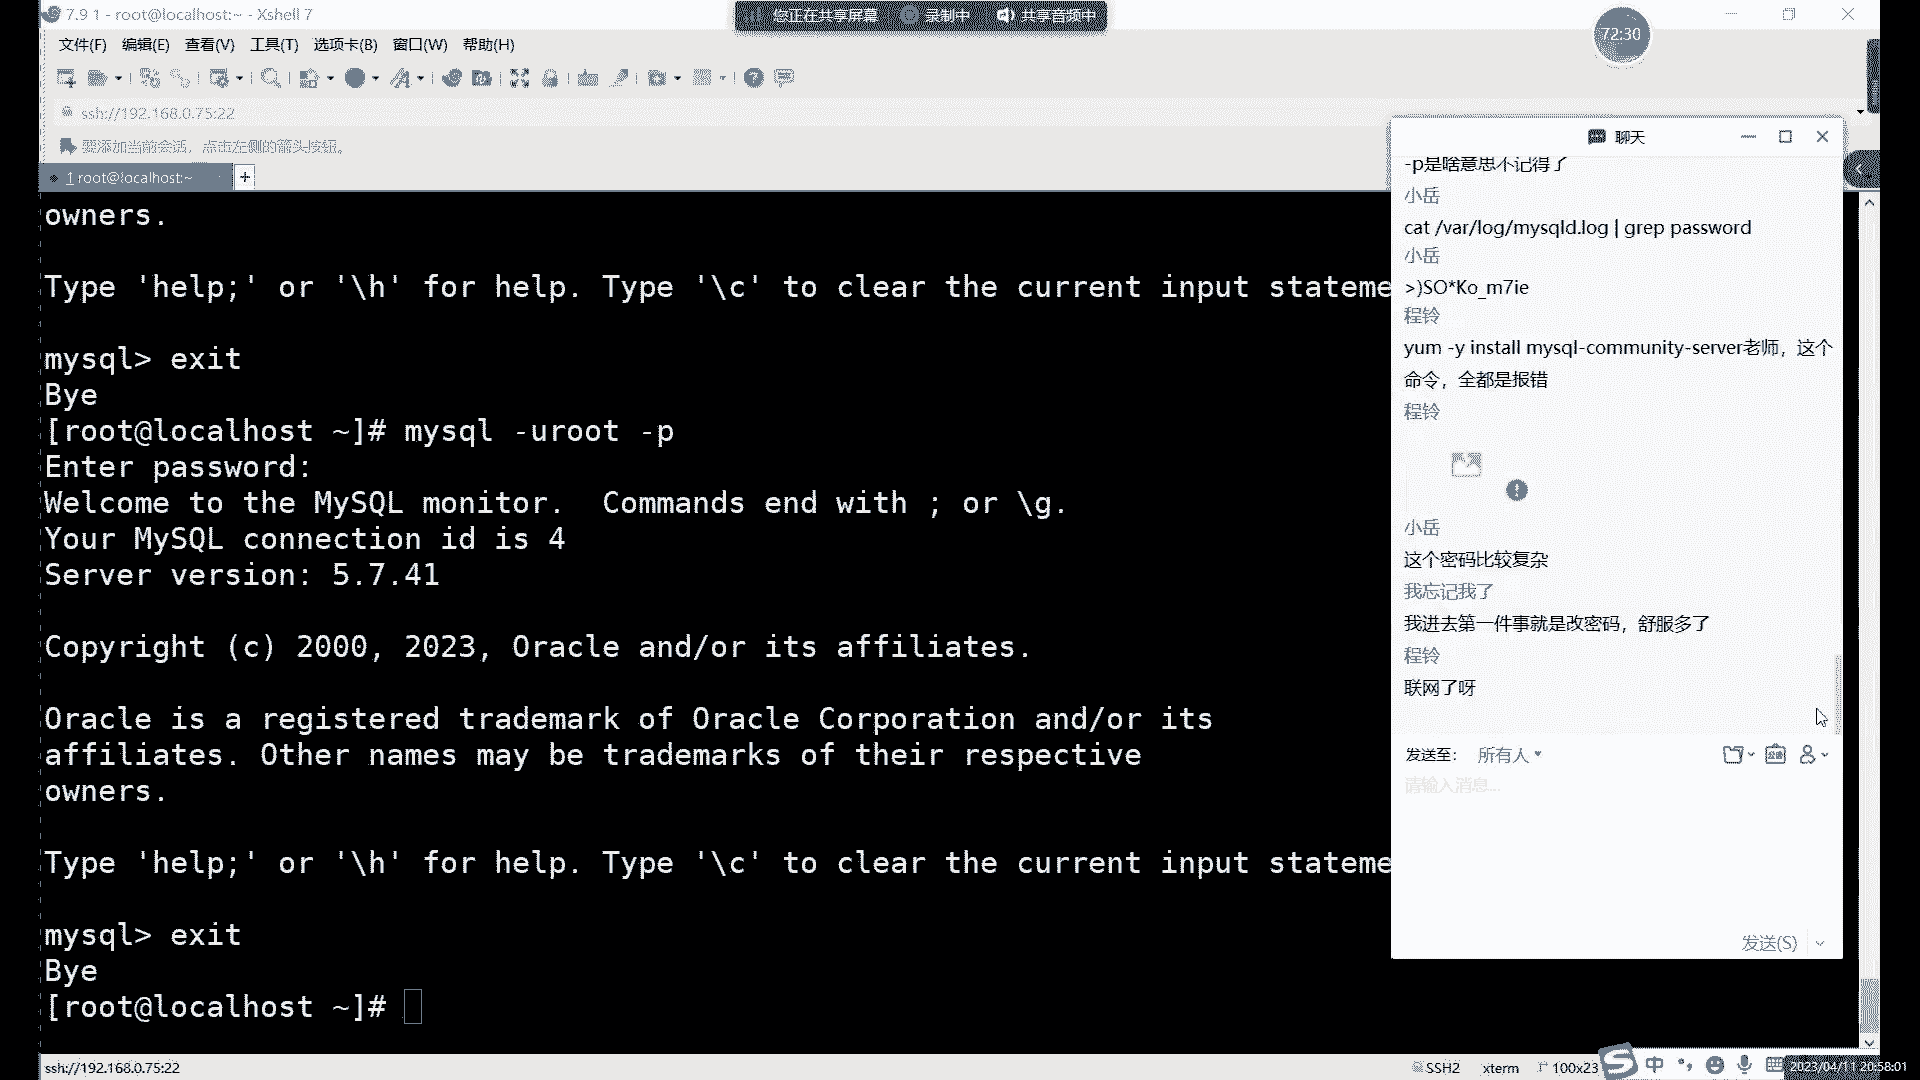 7.9 1 - root@localhost:~ - Xshell 7
您正在共享屏幕 录制中 共享音频中
72:30
文件(F) 编辑(E) 查看(V) 工具(T) 选项卡(B) 窗口(W) 帮助(H)
ssh://192.168.0.75:22
要添加当前会话，点击左侧的箭头按钮。
1 root@localhost:~
owners.
Type 'help;' or '\h' for help. Type '\c' to clear the current input stateme
mysql> exit
Bye
[root@localhost ~]# mysql -uroot -p
Enter password:
Welcome to the MySQL monitor.  Commands end with ; or \g.
Your MySQL connection id is 4
Server version: 5.7.41
Copyright (c) 2000, 2023, Oracle and/or its affiliates.
Oracle is a registered trademark of Oracle Corporation and/or its
affiliates. Other names may be trademarks of their respective
owners.
Type 'help;' or '\h' for help. Type '\c' to clear the current input stateme
mysql> exit
Bye
[root@localhost ~]#
聊天
-p是啥意思不记得了
小岳
cat /var/log/mysqld.log | grep password
小岳
>)SO*Ko_m7ie
程铃
yum -y install mysql-community-server老师，这个
命令，全都是报错
程铃
小岳
这个密码比较复杂
我忘记我了
我进去第一件事就是改密码，舒服多了
程铃
联网了呀
发送至： 所有人
请输入消息...
发送(S)
ssh://192.168.0.75:22
SSH2 xterm 100x23
中
2023/04/11 20:58:01